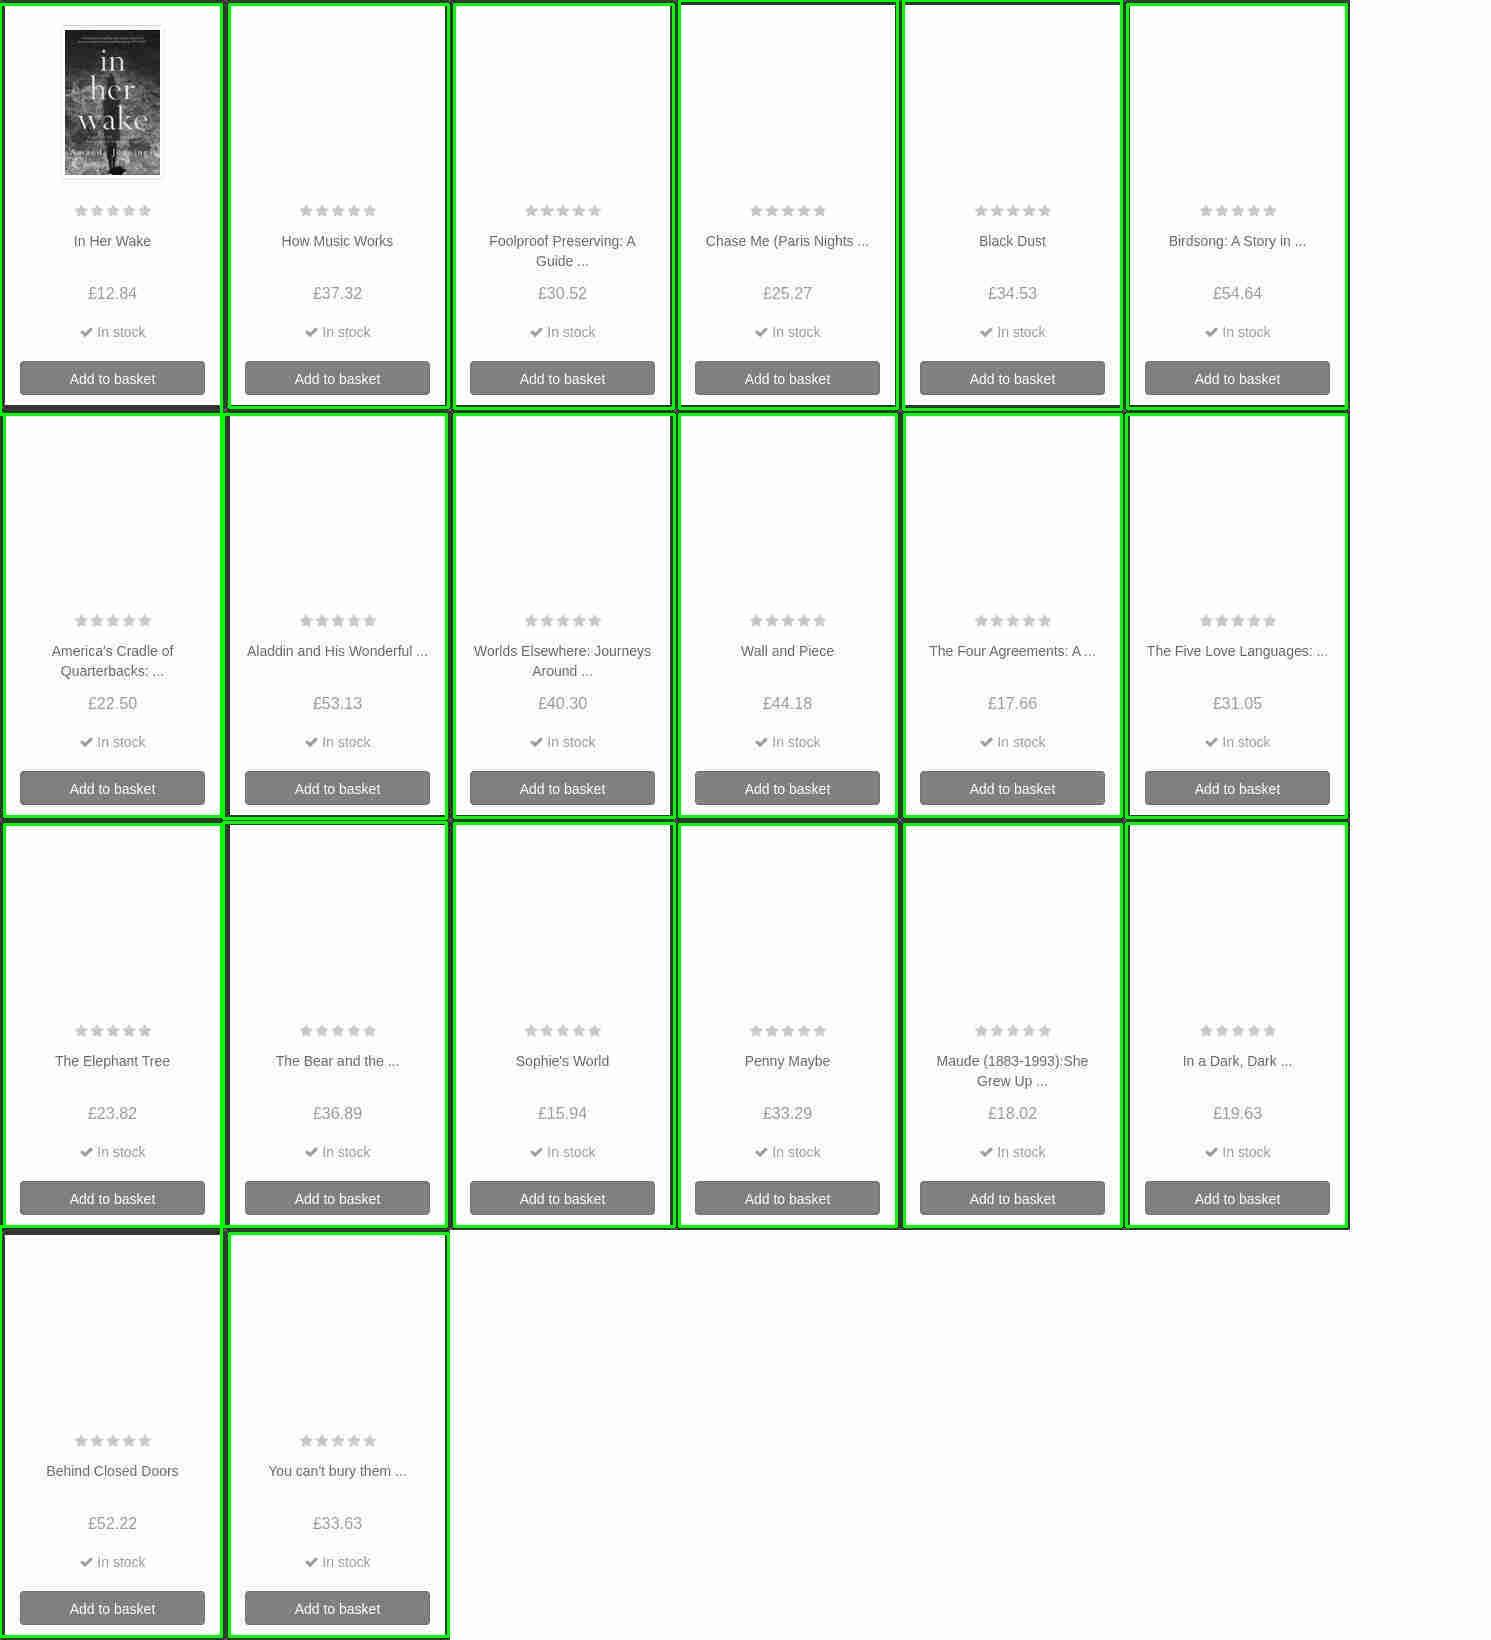 in
her
wake
In Her Wake
How Music Works
Foolproof Preserving: A
Guide ...
Chase Me (Paris Nights ...
Black Dust
Birdsong: A Story in ...
£12.84
£37.32
£30.52
£25.27
£34.53
£54.64
In stock
In stock
In stock
In stock
In stock
In stock
Add to basket
Add to basket
Add to basket
Add to basket
Add to basket
Add to basket
America's Cradle of
Quarterbacks: ...
Aladdin and His Wonderful ...
Worlds Elsewhere: Journeys
Around ...
Wall and Piece
The Four Agreements: A ...
The Five Love Languages: ...
£22.50
£53.13
£40.30
£44.18
£17.66
£31.05
In stock
In stock
In stock
In stock
In stock
In stock
Add to basket
Add to basket
Add to basket
Add to basket
Add to basket
Add to basket
The Elephant Tree
The Bear and the ...
Sophie's World
Penny Maybe
Maude (1883-1993):She
Grew Up ...
In a Dark, Dark ...
£23.82
£36.89
£15.94
£33.29
£18.02
£19.63
In stock
In stock
In stock
In stock
In stock
In stock
Add to basket
Add to basket
Add to basket
Add to basket
Add to basket
Add to basket
Behind Closed Doors
You can't bury them ...
£52.22
£33.63
In stock
In stock
Add to basket
Add to basket